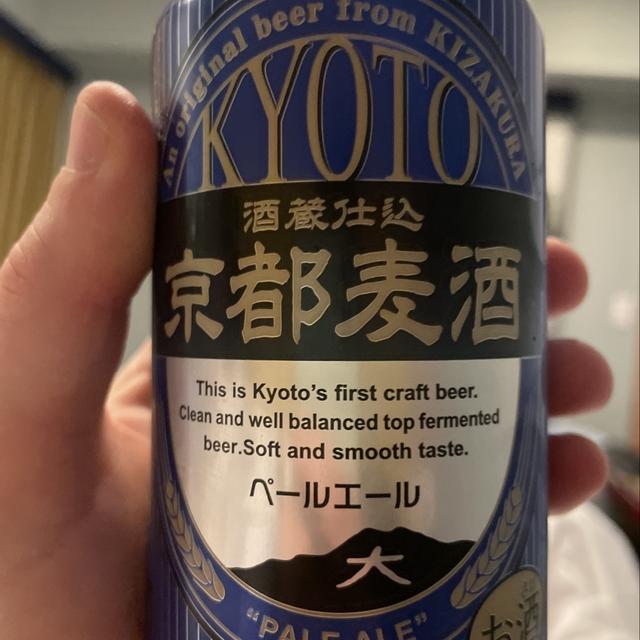 An original beer from KIZAKURA
KYOTO
酒蔵仕込
京都麦酒
This is Kyoto's first craft beer.
Clean and well balanced top fermented
beer.Soft and smooth taste.
ペールエール
大
"PALE ALE"
お酒